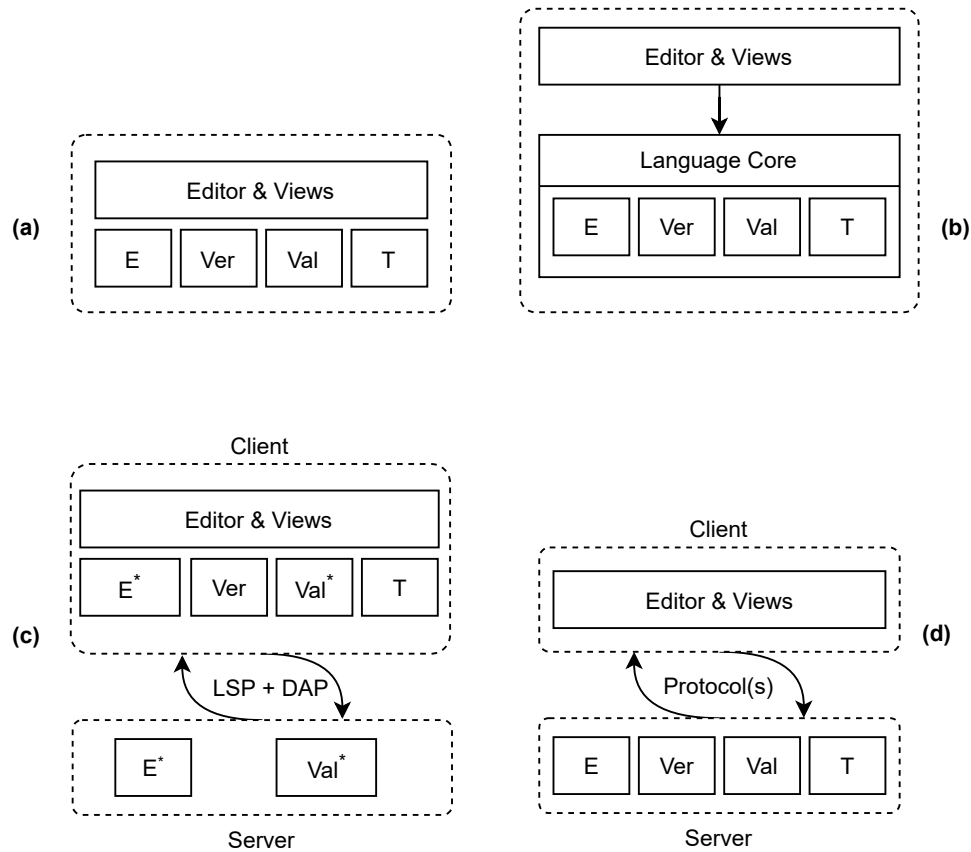 (a)
Editor & Views
E Ver Val T
Editor & Views
Language Core
E Ver Val T
(b)
Client
Editor & Views
E* Ver Val* T
(c)
LSP + DAP
E* Val*
Server
Client
Editor & Views
(d)
Protocol(s)
E Ver Val T
Server